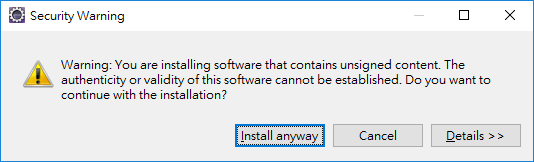 Security Warning
Warning: You are installing software that contains unsigned content. The
authenticity or validity of this software cannot be established. Do you want to
continue with the installation?
Install anyway Cancel Details >>